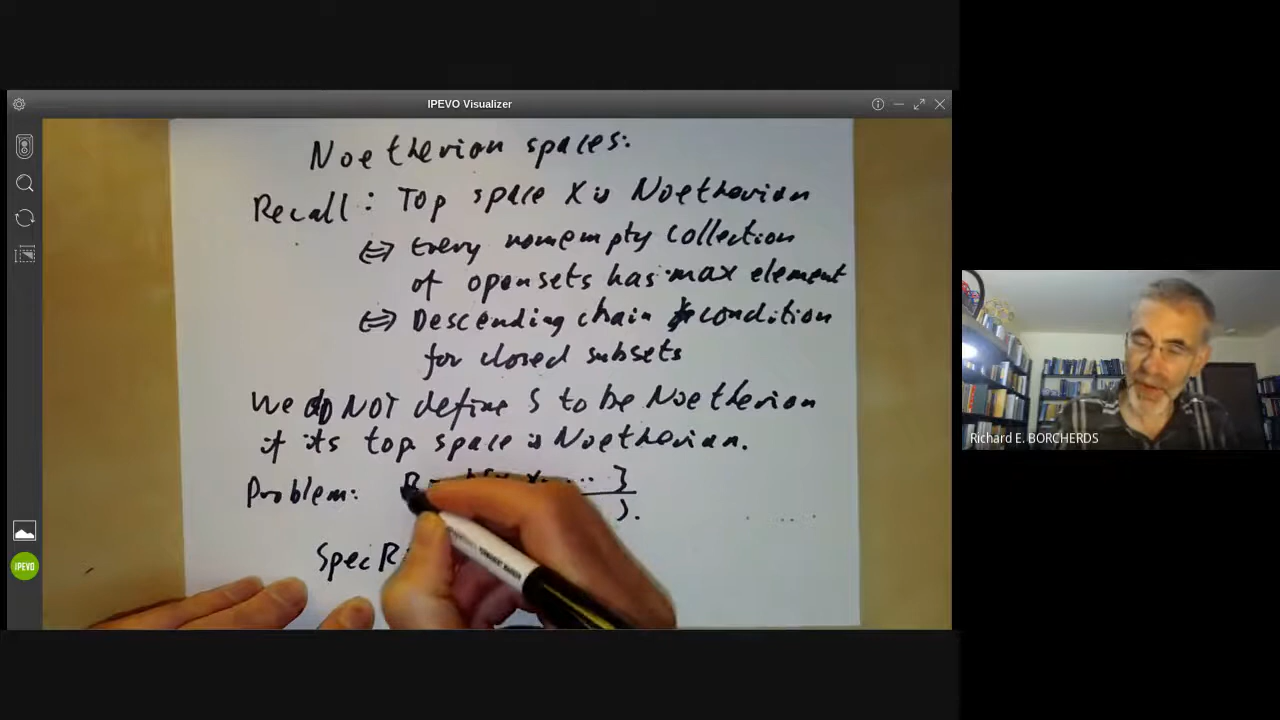 IPEVO Visualizer
Noetherian spaces:
Recall: Top space X is Noetherian
⇔ Every nonempty collection
of open sets has max element
⇔ Descending chain condition
for closed subsets
We do NOT define S to be Noetherian
if its top space is Noetherian.
Problem:
Spec R
IPEVO
Richard E. BORCHERDS